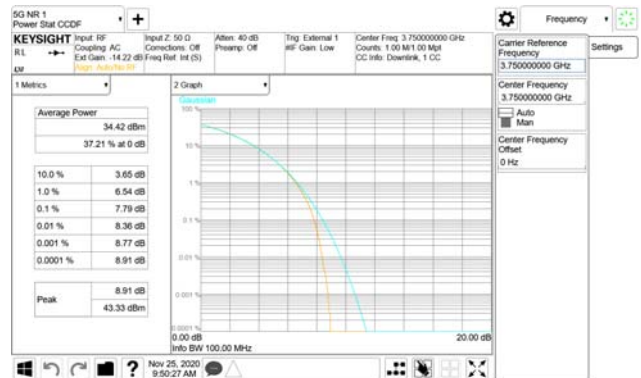 5G NR 1
Power Stat CCDF
KEYSIGHT
Input: RF
Coupling: AC
Ext Gain: -14.22 dB
Align: Auto/No RF
Input Z: 50 Ω
Corrections: Off
Freq Ref: Int (S)
Atten: 40 dB
Preamp: Off
Trig: External 1
#IF Gain: Low
Center Freq: 3.750000000 GHz
Counts: 1.00 M/1.00 Mpt
CC Info: Downlink, 1 CC
RL
1 Metrics
Average Power
34.42 dBm
37.21 % at 0 dB
10.0 % 3.65 dB
1.0 % 6.54 dB
0.1 % 7.79 dB
0.01 % 8.36 dB
0.001 % 8.77 dB
0.0001 % 8.91 dB
Peak
8.91 dB
43.33 dBm
2 Graph
Gaussian
100 %
10 %
1 %
0.1 %
0.01 %
0.001 %
0.0001 %
0.00 dB
20.00 dB
Info BW 100.00 MHz
Frequency
Settings
Carrier Reference
Frequency
3.750000000 GHz
Center Frequency
3.750000000 GHz
Auto
Man
Center Frequency
Offset
0 Hz
?
Nov 25, 2020
9:50:27 AM